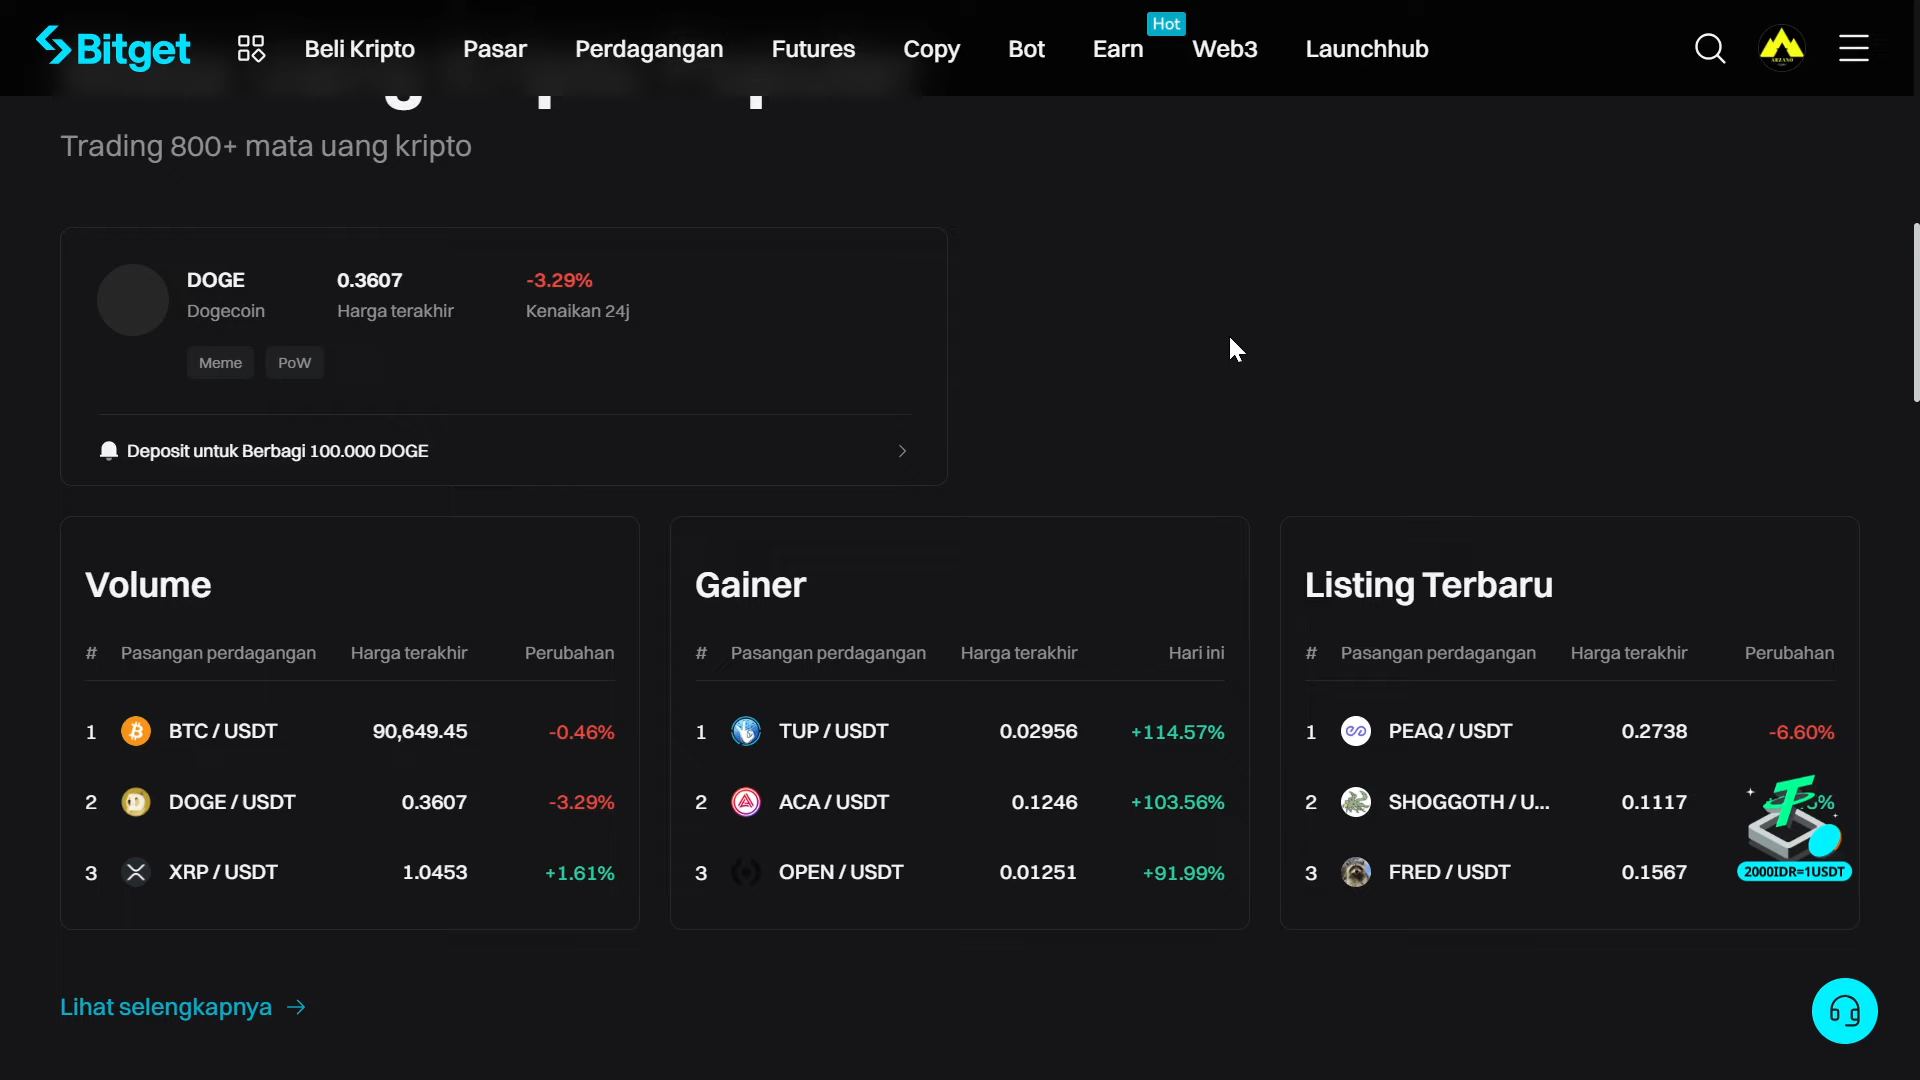 Bitget
Beli Kripto
Pasar
Perdagangan
Futures
Copy
Bot
Earn
Hot
Web3
Launchhub
ARZANO
Trading 800+ mata uang kripto
DOGE 0.3607 -3.29%
Dogecoin Harga terakhir Kenaikan 24j
Meme PoW
Deposit untuk Berbagi 100.000 DOGE
Volume
# Pasangan perdagangan Harga terakhir Perubahan
1 BTC / USDT 90,649.45 -0.46%
2 DOGE / USDT 0.3607 -3.29%
3 XRP / USDT 1.0453 +1.61%
Gainer
# Pasangan perdagangan Harga terakhir Hari ini
1 TUP / USDT 0.02956 +114.57%
2 ACA / USDT 0.1246 +103.56%
3 OPEN / USDT 0.01251 +91.99%
Listing Terbaru
# Pasangan perdagangan Harga terakhir Perubahan
1 PEAQ / USDT 0.2738 -6.60%
2 SHOGGOTH / U... 0.1117
3 FRED / USDT 0.1567
2000IDR=1USDT
Lihat selengkapnya →